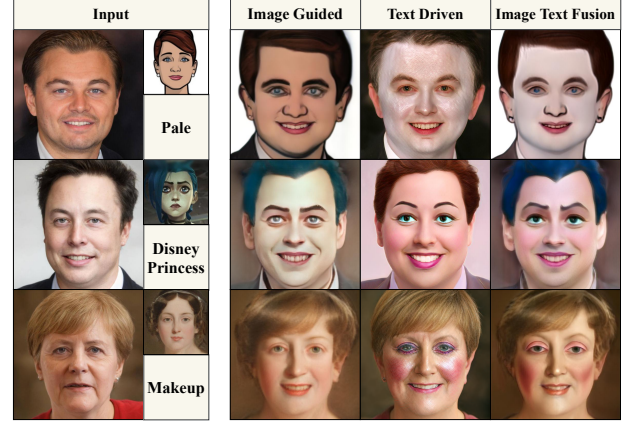 Input
Image Guided
Text Driven
Image Text Fusion
Pale
Disney
Princess
Makeup